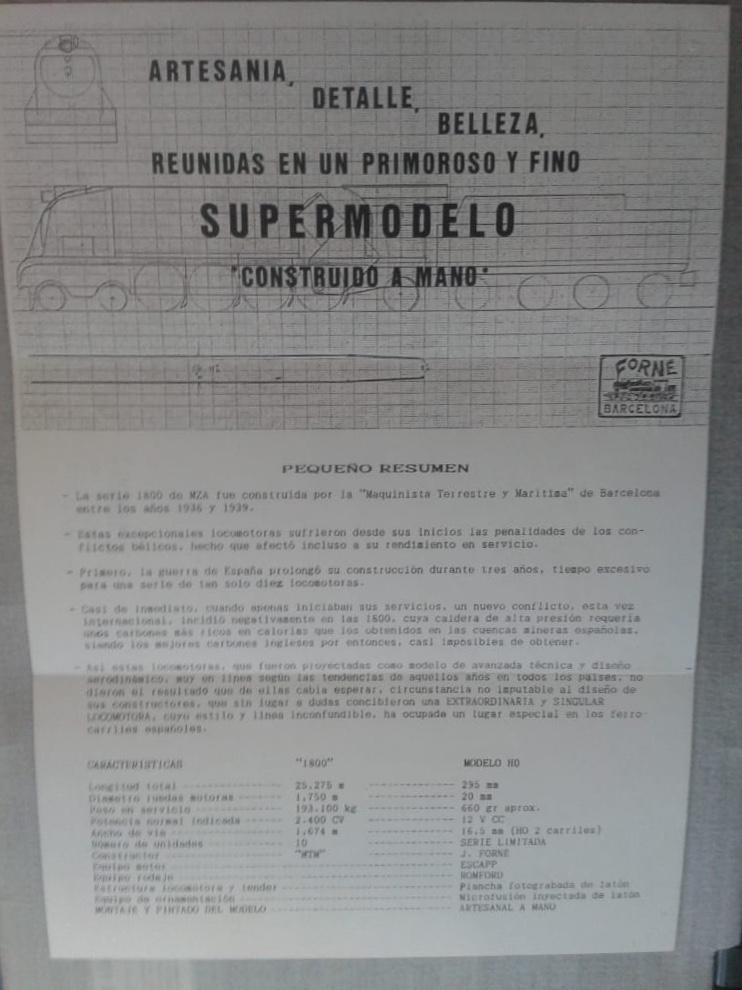 ARTESANIA,
DETALLE,
BELLEZA,
REUNIDAS EN UN PRIMOROSO Y FINO
SUPERMODELO
"CONSTRUIDO A MANO"
FORNE
BARCELONA
PEQUEÑO RESUMEN
- La serie 1800 de MZA fue construida por la "Maquinista Terrestre y Maritima" de Barcelona
entre los años 1936 y 1939.
- Estas excepcionales locomotoras sufrieron desde sus inicios las penalidades de los con-
flictos bélicos, hecho que afectó incluso a su rendimiento en servicio.
- Primero, la guerra de España prolongó su construcción durante tres años, tiempo excesivo
para una serie de tan solo diez locomotoras.
- Casi de inmediato, cuando apenas iniciaban sus servicios, un nuevo conflicto, esta vez
internacional, incidió negativamente en las 1800, cuya caldera de alta presión requeria
unos carbones más ricos en calorias que los obtenidos en las cuencas mineras españolas,
siendo los mejores carbones ingleses por entonces, casi imposibles de obtener.
- Asi estas locomotoras, que fueron proyectadas como modelo de avanzada técnica y diseño
aerodinámico, muy en linea según las tendencias de aquellos años en todos los paises, no
dieron el resultado que de ellas cabia esperar, circunstancia no imputable al diseño de
sus constructores, que sin lugar a dudas concibieron una EXTRAORDINARIA y SINGULAR
LOCOMOTORA, cuyo estilo y linea inconfundible, ha ocupado un lugar especial en los ferro-
carriles españoles.
CARACTERISTICAS "1800" MODELO H0
Longitud total 25,275 m 295 mm
Diámetro ruedas motoras 1,750 m 20 mm
Peso en servicio 193.100 kg 660 gr aprox.
Potencia normal indicada 2.400 CV 12 V CC
Ancho de via 1,674 m 16,5 mm (HO 2 carriles)
Número de unidades 10 SERIE LIMITADA
Constructor "MTM" J. FORNÉ
Equipo motor ESCAPP
Equipo rodaje ROMFORD
Estructura locomotora y tender Plancha fotograbada de latón
Equipo de ornamentación Microfusión inyectada de latón
MONTAJE Y PINTADO DEL MODELO ARTESANAL A MANO